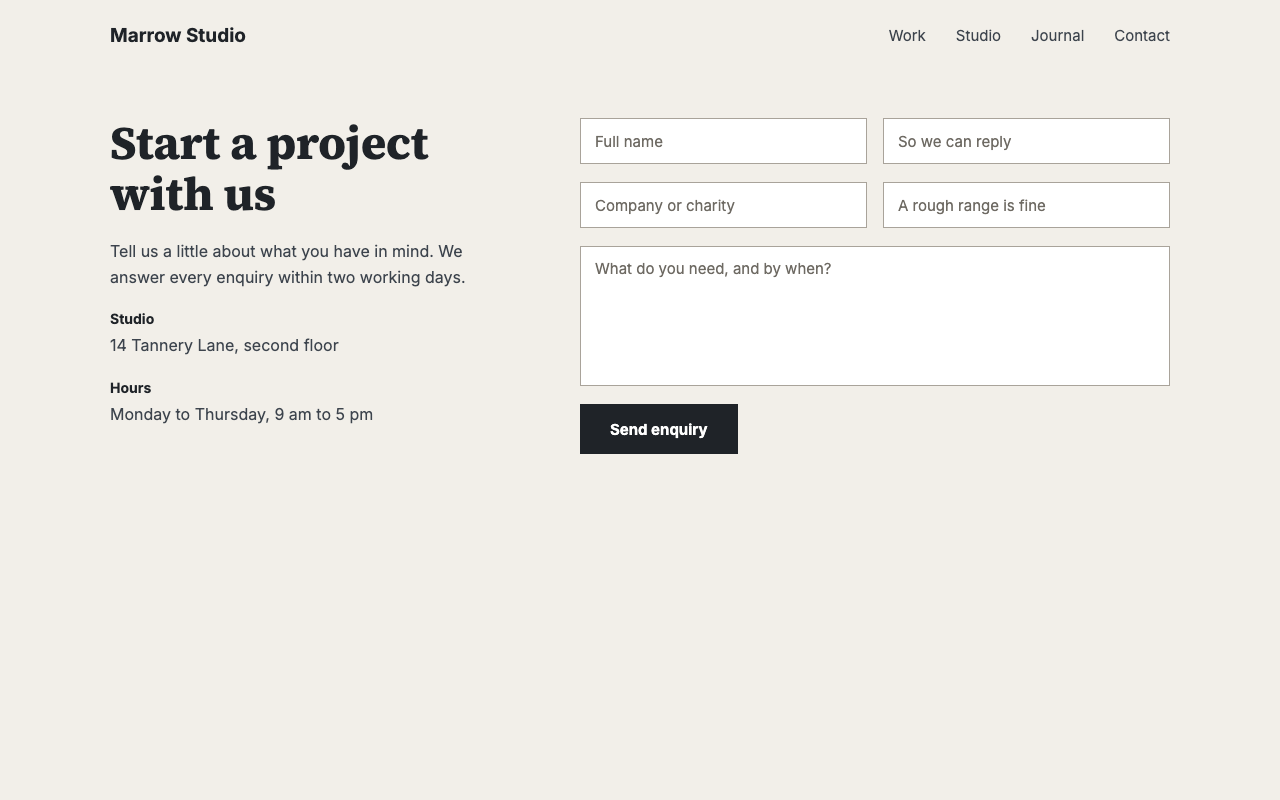 Marrow Studio
Work Studio Journal Contact
Start a project
with us
Tell us a little about what you have in mind. We
answer every enquiry within two working days.
Studio
14 Tannery Lane, second floor
Hours
Monday to Thursday, 9 am to 5 pm
Full name
So we can reply
Company or charity
A rough range is fine
What do you need, and by when?
Send enquiry